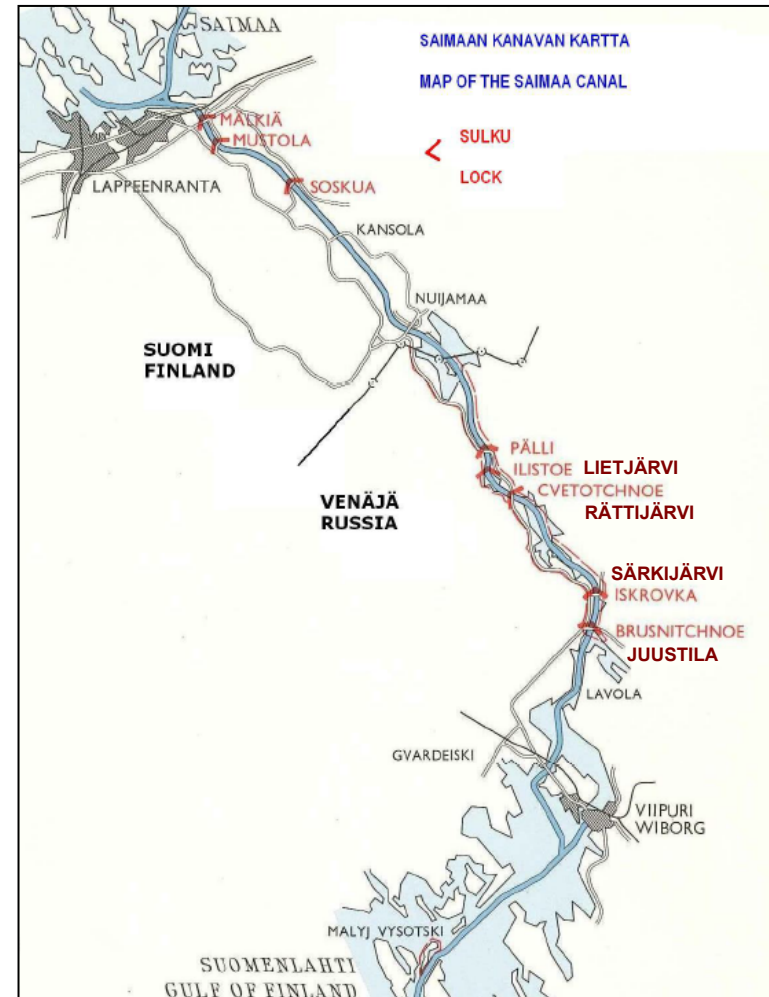 SAIMAA
SAIMAAN KANAVAN KARTTA
MAP OF THE SAIMAA CANAL
MÄLKIÄ
MUSTOLA
SULKU
LOCK
LAPPEENRANTA
SOSKUA
KANSOLA
NUIJAMAA
SUOMI
FINLAND
PÄLLI
ILISTOE LIETJÄRVI
CVETOTCHNOE
RÄTTIJÄRVI
VENÄJÄ
RUSSIA
SÄRKIJÄRVI
ISKROVKA
BRUSNITCHNOE
JUUSTILA
LAVOLA
GVARDEISKI
VIIPURI
WIBORG
MALYJ VYSOTSKI
SUOMENLAHTI
GULF OF FINLAND